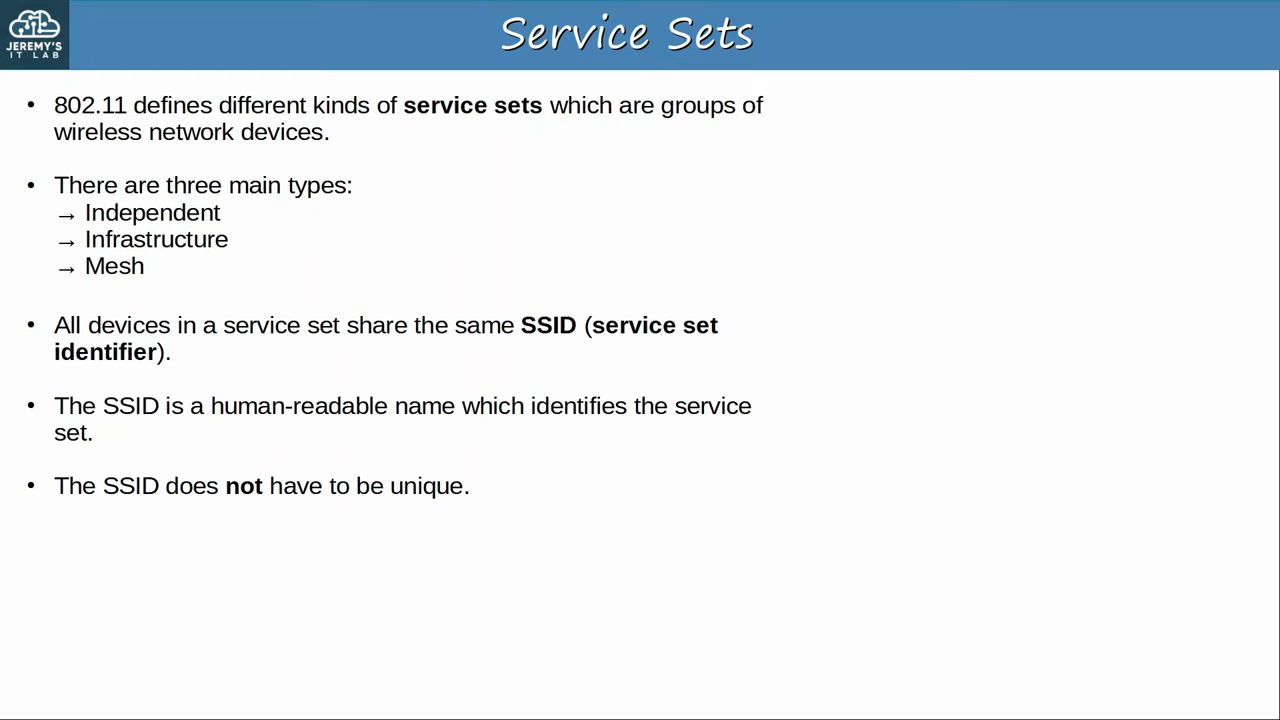 JEREMY'S
IT LAB
Service Sets
• 802.11 defines different kinds of service sets which are groups of
wireless network devices.
• There are three main types:
→ Independent
→ Infrastructure
→ Mesh
• All devices in a service set share the same SSID (service set
identifier).
• The SSID is a human-readable name which identifies the service
set.
• The SSID does not have to be unique.